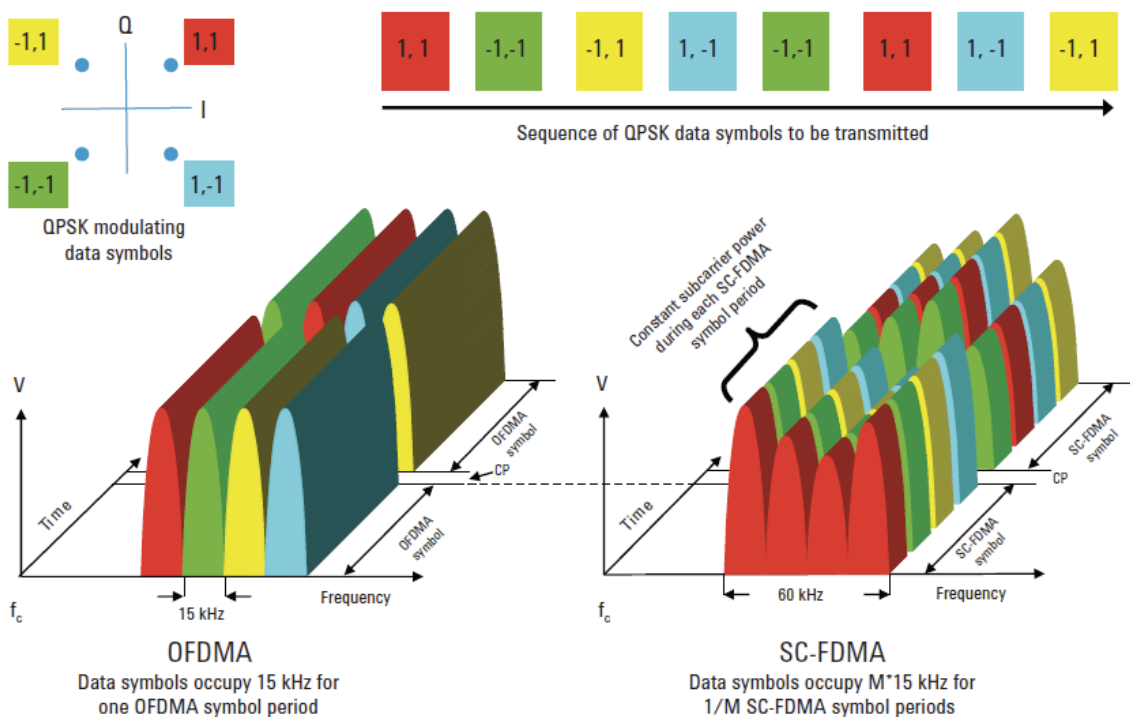 Q
-1,1
1,1
I
-1,-1
1,-1
QPSK modulating
data symbols
1, 1
-1,-1
-1, 1
1, -1
-1,-1
1, 1
1, -1
-1, 1
Sequence of QPSK data symbols to be transmitted
V
Time
OFDMA
symbol
CP
OFDMA
symbol
15 kHz
Frequency
fc
OFDMA
Data symbols occupy 15 kHz for
one OFDMA symbol period
Constant subcarrier power
during each SC-FDMA
symbol period
V
Time
SC-FDMA
symbol
CP
SC-FDMA
symbol
60 kHz
Frequency
fc
SC-FDMA
Data symbols occupy M*15 kHz for
1/M SC-FDMA symbol periods